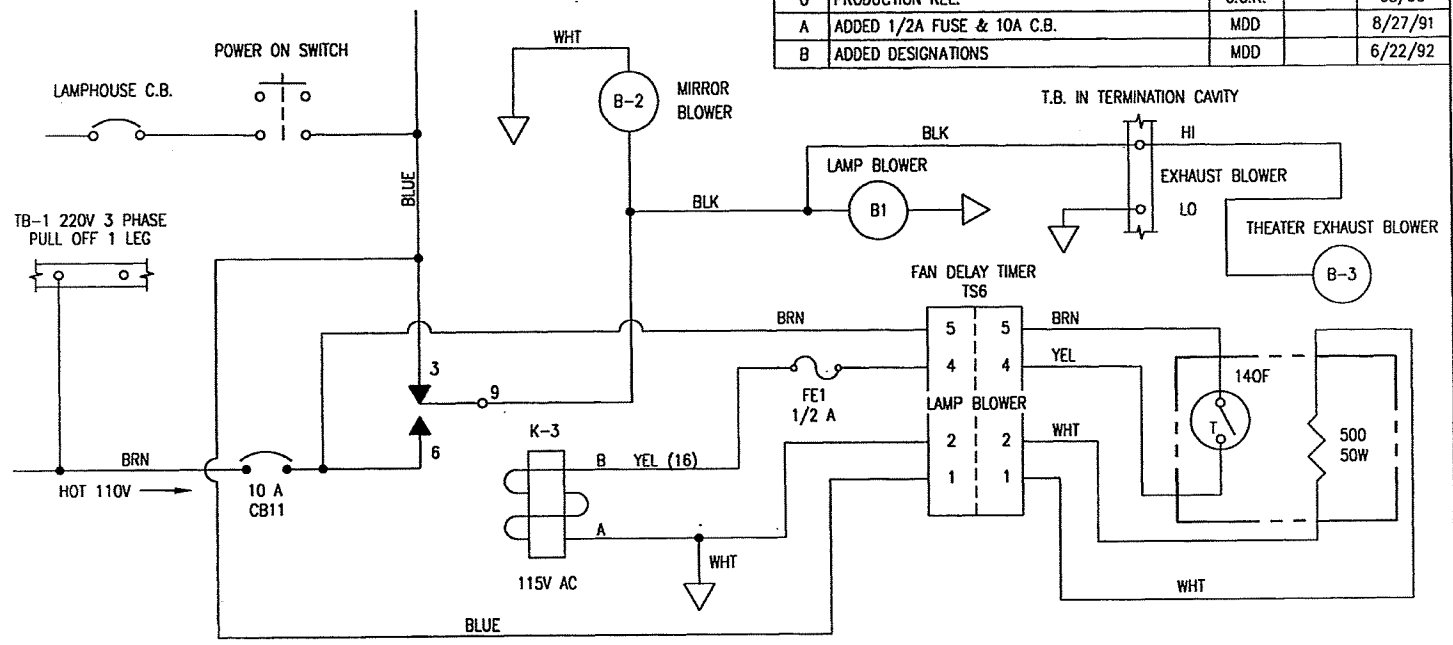 A ADDED 1/2A FUSE & 10A C.B. MDD 8/27/91
B ADDED DESIGNATIONS MDD 6/22/92
POWER ON SWITCH
LAMPHOUSE C.B.
WHT
B-2
MIRROR
BLOWER
T.B. IN TERMINATION CAVITY
BLK
HI
LAMP BLOWER
EXHAUST BLOWER
BLUE
BLK
B1
LO
TB-1 220V 3 PHASE
PULL OFF 1 LEG
THEATER EXHAUST BLOWER
B-3
FAN DELAY TIMER
TS6
BRN
5 5
BRN
YEL
4 4
3
140F
9
FE1
1/2 A
LAMP BLOWER
T
K-3
6
2 2
WHT
500
50W
BRN
B YEL (16)
1 1
HOT 110V
10 A
CB11
A
WHT
115V AC
WHT
BLUE